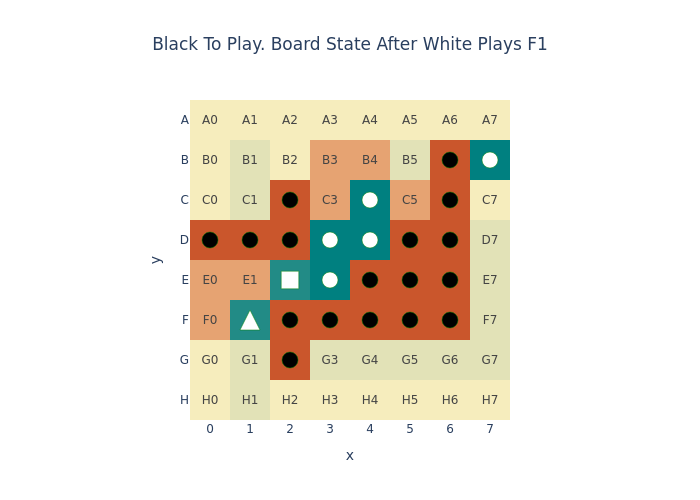 Black To Play. Board State After White Plays F1
A A0 A1 A2 A3 A4 A5 A6 A7
B B0 B1 B2 B3 B4 B5
C C0 C1 C3 C5 C7
D D7
E E0 E1 E7
F F0 F7
G G0 G1 G3 G4 G5 G6 G7
H H0 H1 H2 H3 H4 H5 H6 H7
0 1 2 3 4 5 6 7
x
y